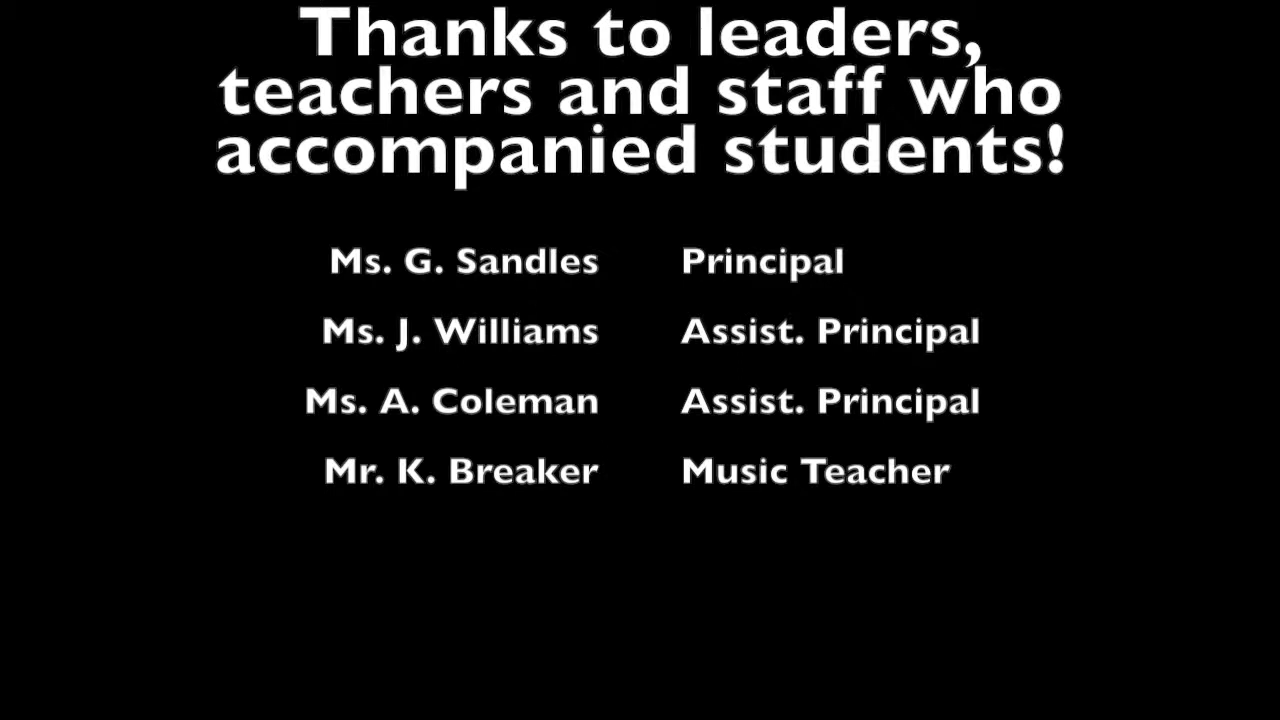 Thanks to leaders,
teachers and staff who
accompanied students!
Ms. G. Sandles Principal
Ms. J. Williams Assist. Principal
Ms. A. Coleman Assist. Principal
Mr. K. Breaker Music Teacher